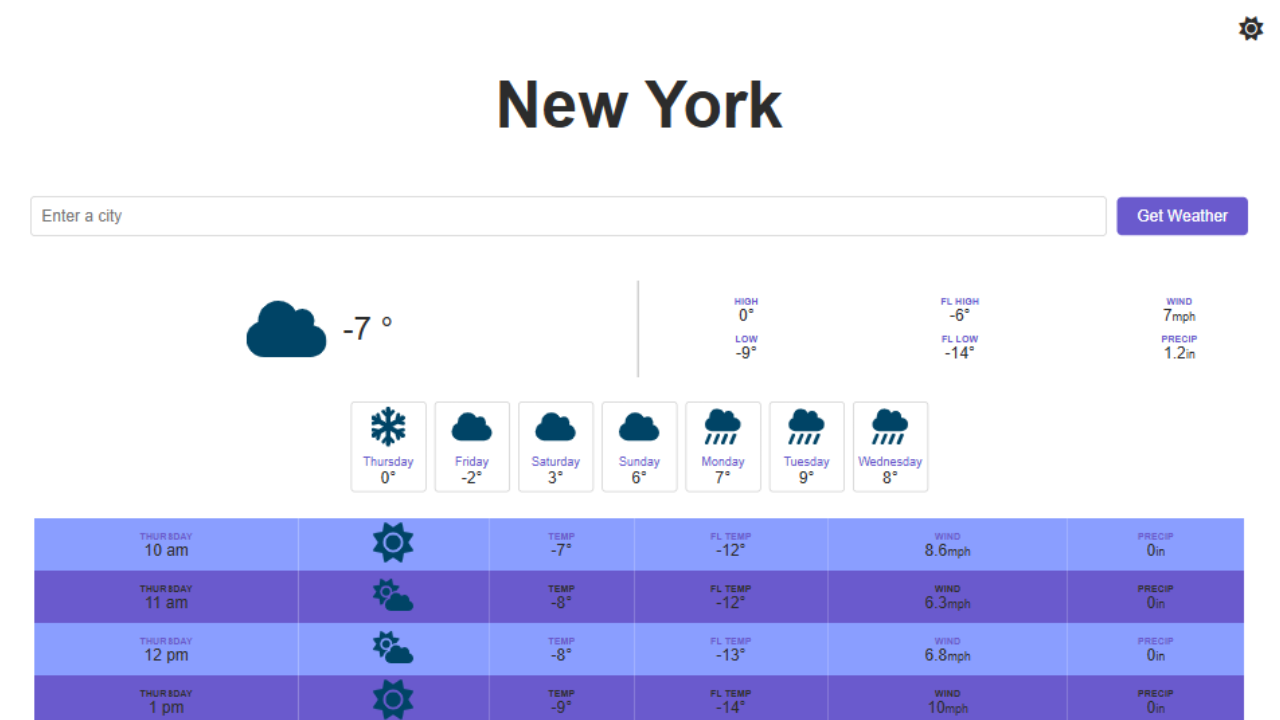 New York
Enter a city
Get Weather
-7 °
HIGH FL HIGH WIND
0° -6° 7mph
LOW FL LOW PRECIP
-9° -14° 1.2in
Thursday Friday Saturday Sunday Monday Tuesday Wednesday
0° -2° 3° 6° 7° 9° 8°
THURSDAY TEMP FL TEMP WIND PRECIP
10 am -7° -12° 8.6mph 0in
THURSDAY TEMP FL TEMP WIND PRECIP
11 am -8° -12° 6.3mph 0in
THURSDAY TEMP FL TEMP WIND PRECIP
12 pm -8° -13° 6.8mph 0in
THURSDAY TEMP FL TEMP WIND PRECIP
1 pm -9° -14° 10mph 0in